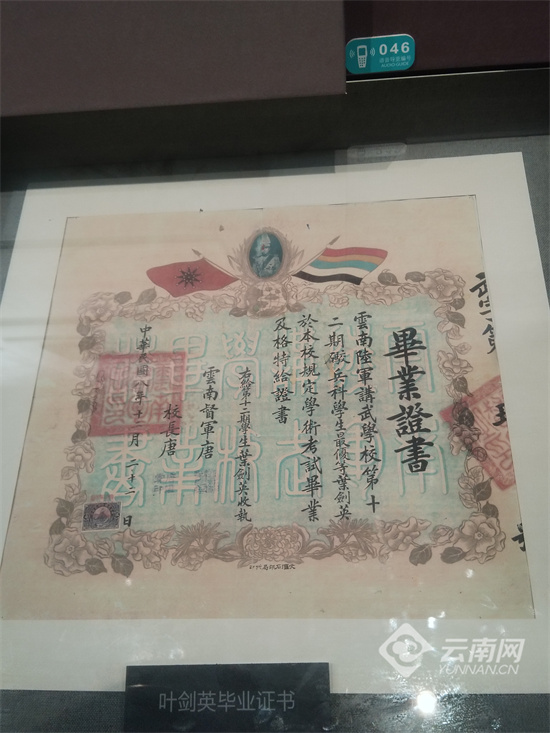 046
畢業證書
雲南陸軍講武學校第十
二期礮兵科學生最優等葉劍英
於本校規定學術考試畢業
及格特給證書
右給第十二期學生葉劍英收執
雲南督軍唐
校長唐
中華民國八年十二月二十二日
云南网
YUNNAN.CN
叶剑英毕业证书